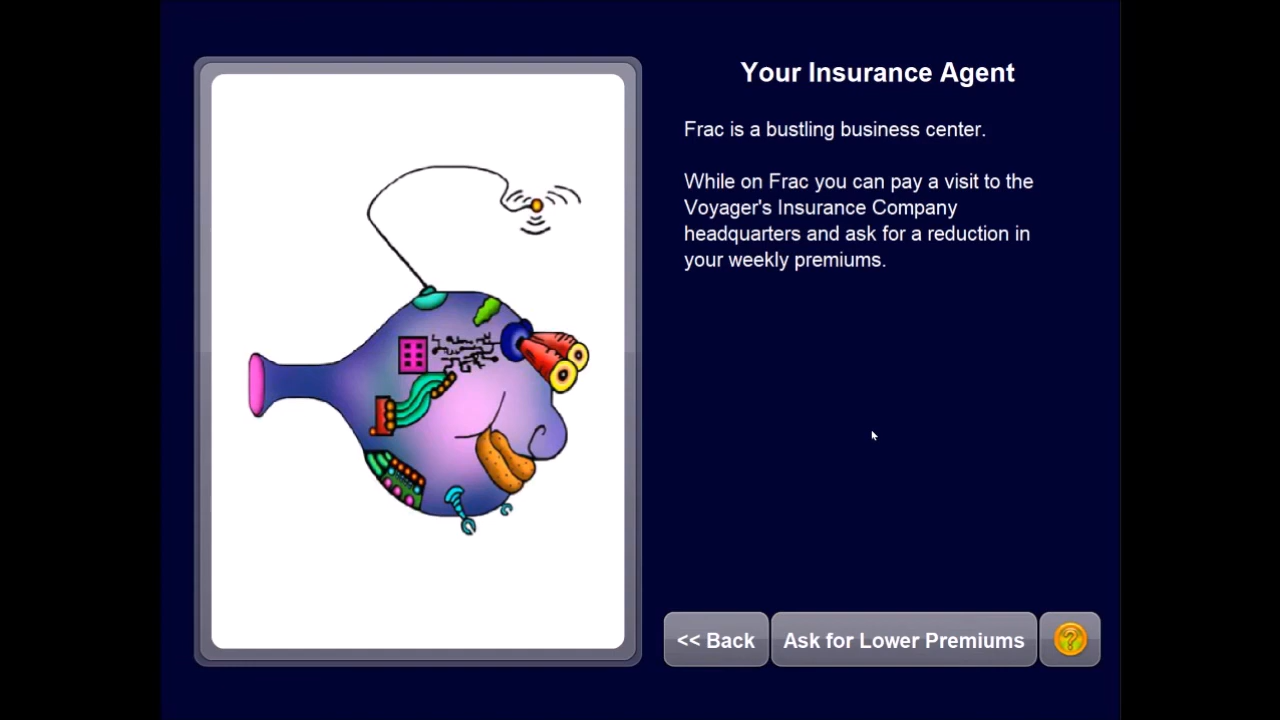 Your Insurance Agent
Frac is a bustling business center.
While on Frac you can pay a visit to the
Voyager's Insurance Company
headquarters and ask for a reduction in
your weekly premiums.
<< Back
Ask for Lower Premiums
?